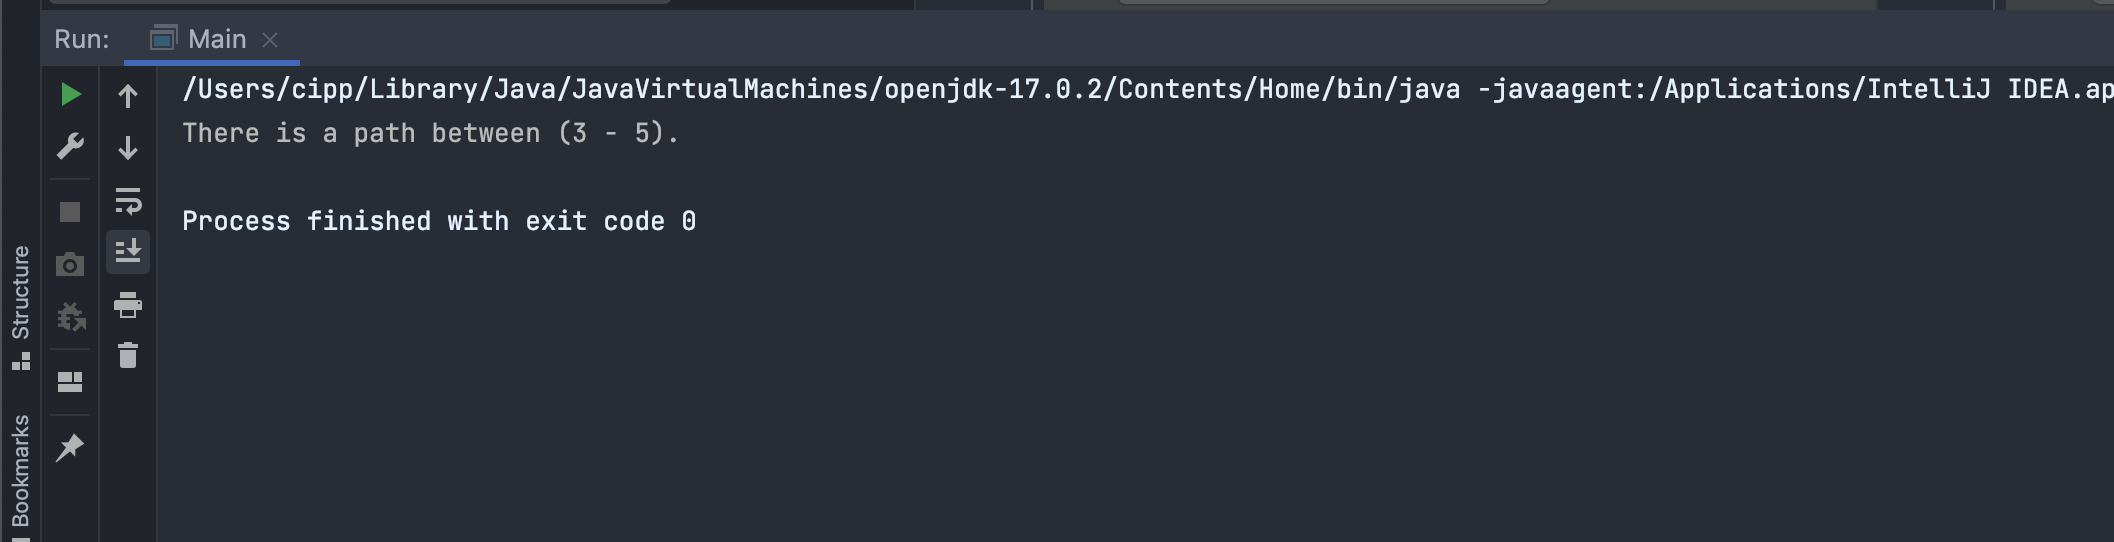 Run: Main
/Users/cipp/Library/Java/JavaVirtualMachines/openjdk-17.0.2/Contents/Home/bin/java -javaagent:/Applications/IntelliJ IDEA.ap
There is a path between (3 - 5).
Process finished with exit code 0
Structure
Bookmarks